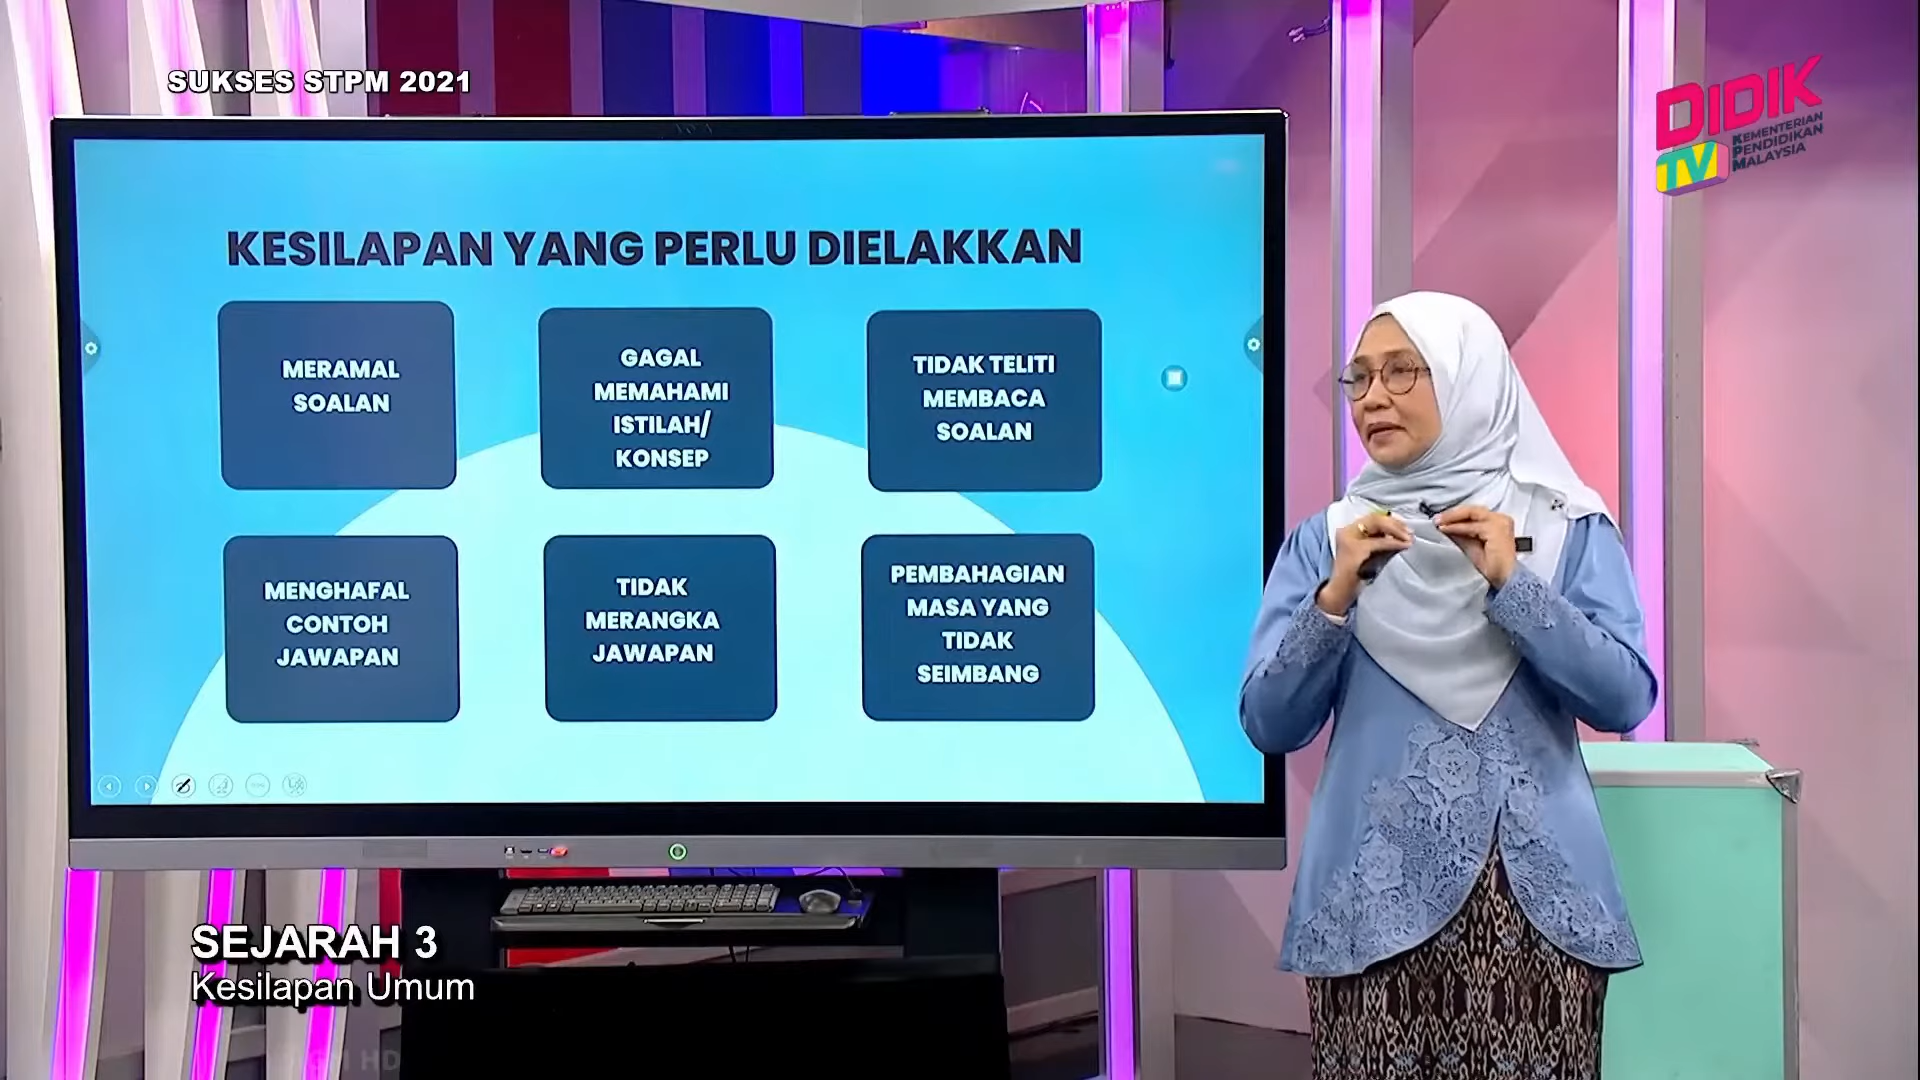 SUKSES STPM 2021
DIDIK
TV
KEMENTERIAN
PENDIDIKAN
MALAYSIA
KESILAPAN YANG PERLU DIELAKKAN
MERAMAL
SOALAN
GAGAL
MEMAHAMI
ISTILAH/
KONSEP
TIDAK TELITI
MEMBACA
SOALAN
MENGHAFAL
CONTOH
JAWAPAN
TIDAK
MERANGKA
JAWAPAN
PEMBAHAGIAN
MASA YANG
TIDAK
SEIMBANG
SEJARAH 3
Kesilapan Umum